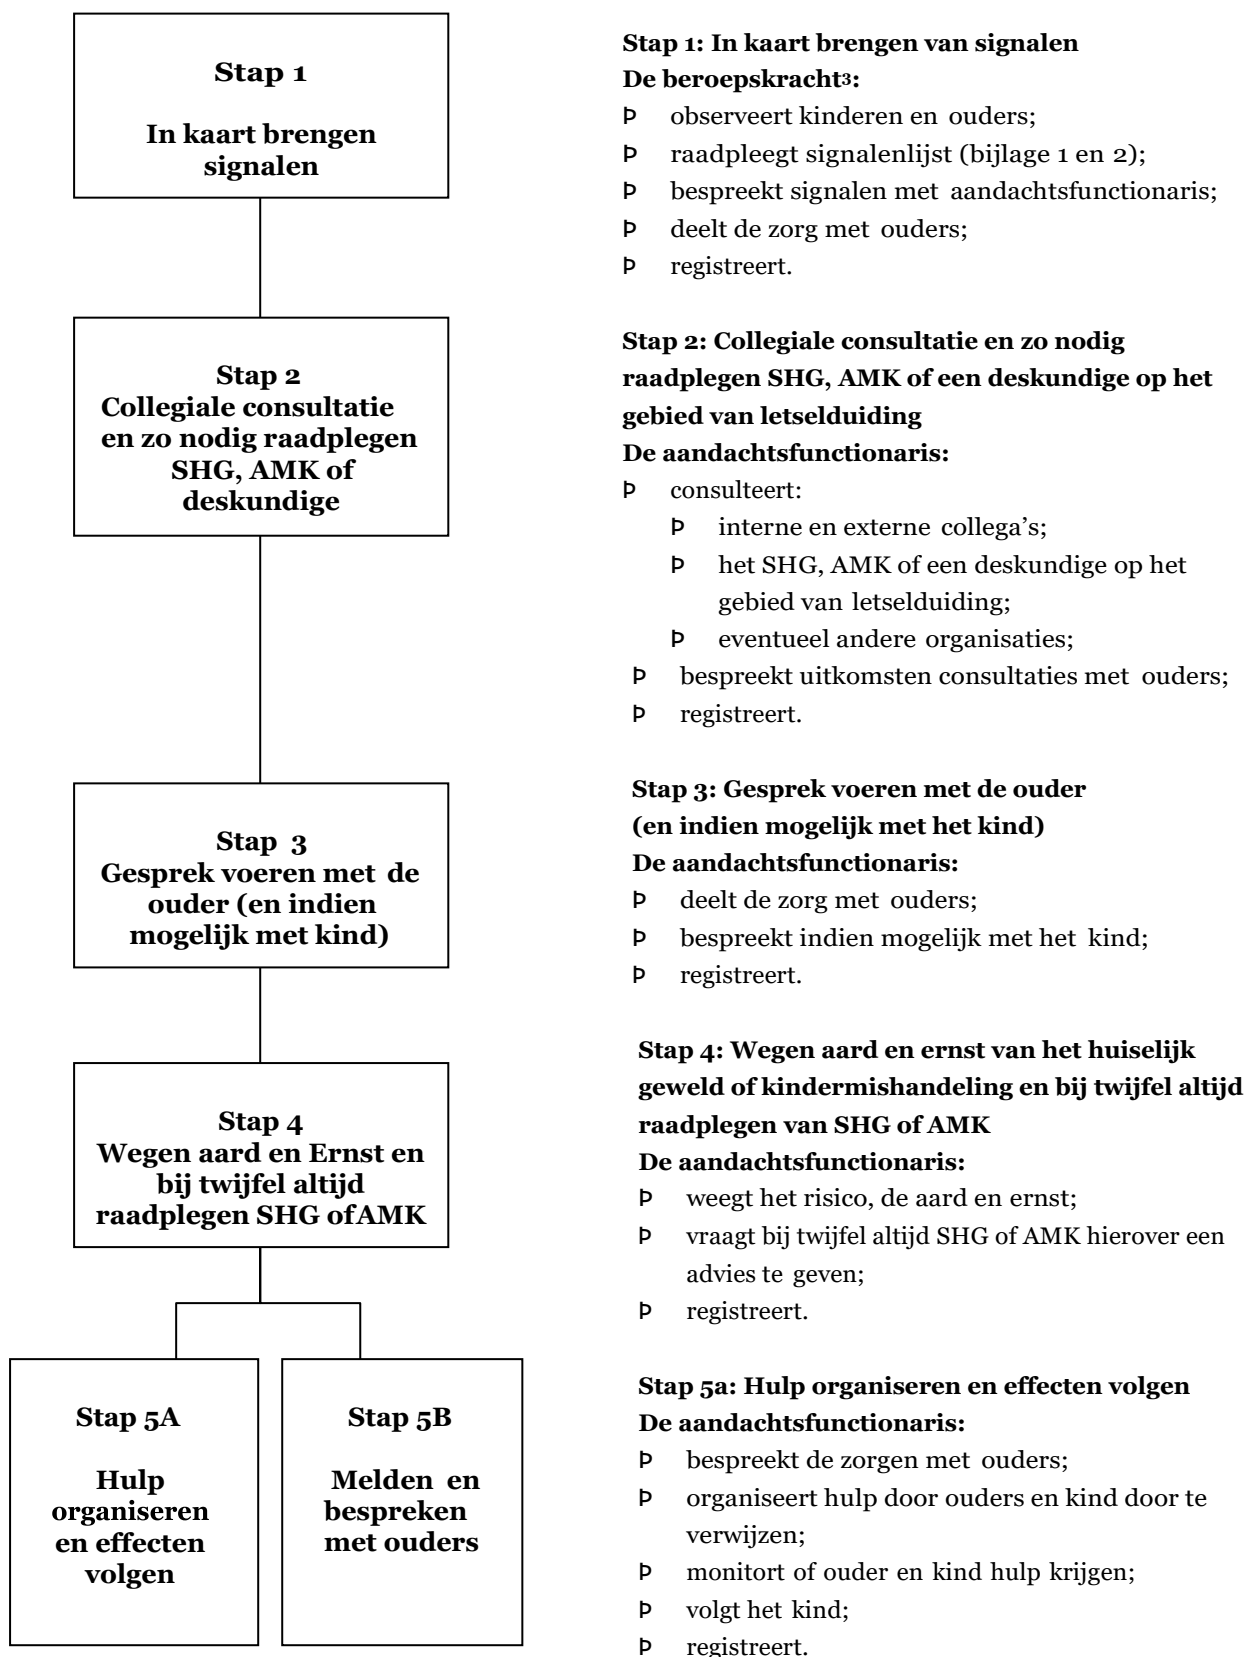 Stap 1
In kaart brengen
signalen
Stap 2
Collegiale consultatie
en zo nodig raadplegen
SHG, AMK of
deskundige
Stap 3
Gesprek voeren met de
ouder (en indien
mogelijk met kind)
Stap 4
Wegen aard en Ernst en
bij twijfel altijd
raadplegen SHG ofAMK
Stap 5A
Hulp
organiseren
en effecten
volgen
Stap 5B
Melden en
bespreken
met ouders
Stap 1: In kaart brengen van signalen
De beroepskracht³:
Þ observeert kinderen en ouders;
Þ raadpleegt signalenlijst (bijlage 1 en 2);
Þ bespreekt signalen met aandachtsfunctionaris;
Þ deelt de zorg met ouders;
Þ registreert.
Stap 2: Collegiale consultatie en zo nodig
raadplegen SHG, AMK of een deskundige op het
gebied van letselduiding
De aandachtsfunctionaris:
Þ consulteert:
Þ interne en externe collega’s;
Þ het SHG, AMK of een deskundige op het
gebied van letselduiding;
Þ eventueel andere organisaties;
Þ bespreekt uitkomsten consultaties met ouders;
Þ registreert.
Stap 3: Gesprek voeren met de ouder
(en indien mogelijk met het kind)
De aandachtsfunctionaris:
Þ deelt de zorg met ouders;
Þ bespreekt indien mogelijk met het kind;
Þ registreert.
Stap 4: Wegen aard en ernst van het huiselijk
geweld of kindermishandeling en bij twijfel altijd
raadplegen van SHG of AMK
De aandachtsfunctionaris:
Þ weegt het risico, de aard en ernst;
Þ vraagt bij twijfel altijd SHG of AMK hierover een
advies te geven;
Þ registreert.
Stap 5a: Hulp organiseren en effecten volgen
De aandachtsfunctionaris:
Þ bespreekt de zorgen met ouders;
Þ organiseert hulp door ouders en kind door te
verwijzen;
Þ monitort of ouder en kind hulp krijgen;
Þ volgt het kind;
Þ registreert.